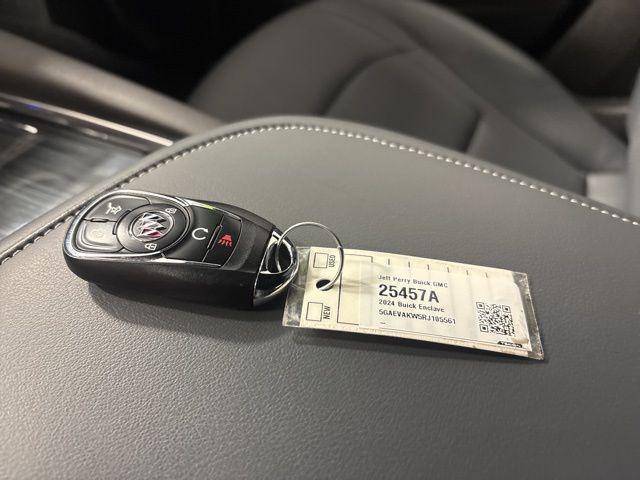 USED
NEW
Jeff Perry Buick GMC
25457A
2024 Buick Enclave
5GAEVAKW5RJ105561